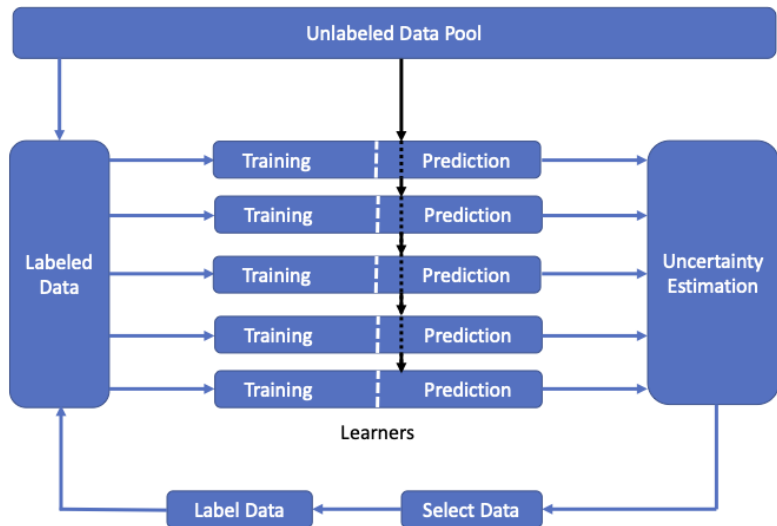 Unlabeled Data Pool
Training Prediction
Training Prediction
Labeled
Data
Training Prediction
Uncertainty
Estimation
Training Prediction
Training Prediction
Learners
Label Data
Select Data